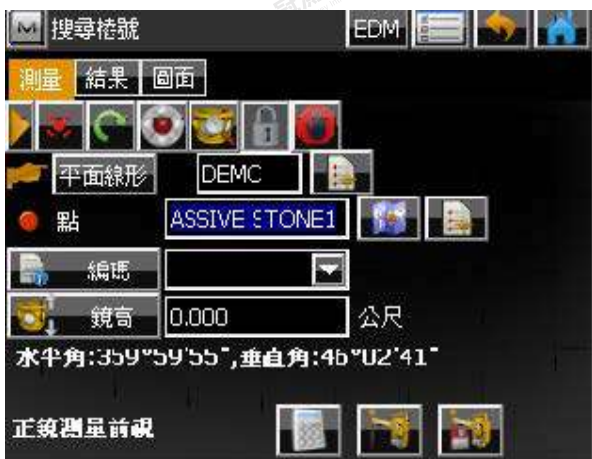 搜尋樁號 EDM
測量 結果 圖面
平面線形 DEMC
點 ASSIVE STONE1
編碼
鏡高 0.000 公尺
水平角:359°59'55",垂直角:46°02'41"
正鏡測量前視